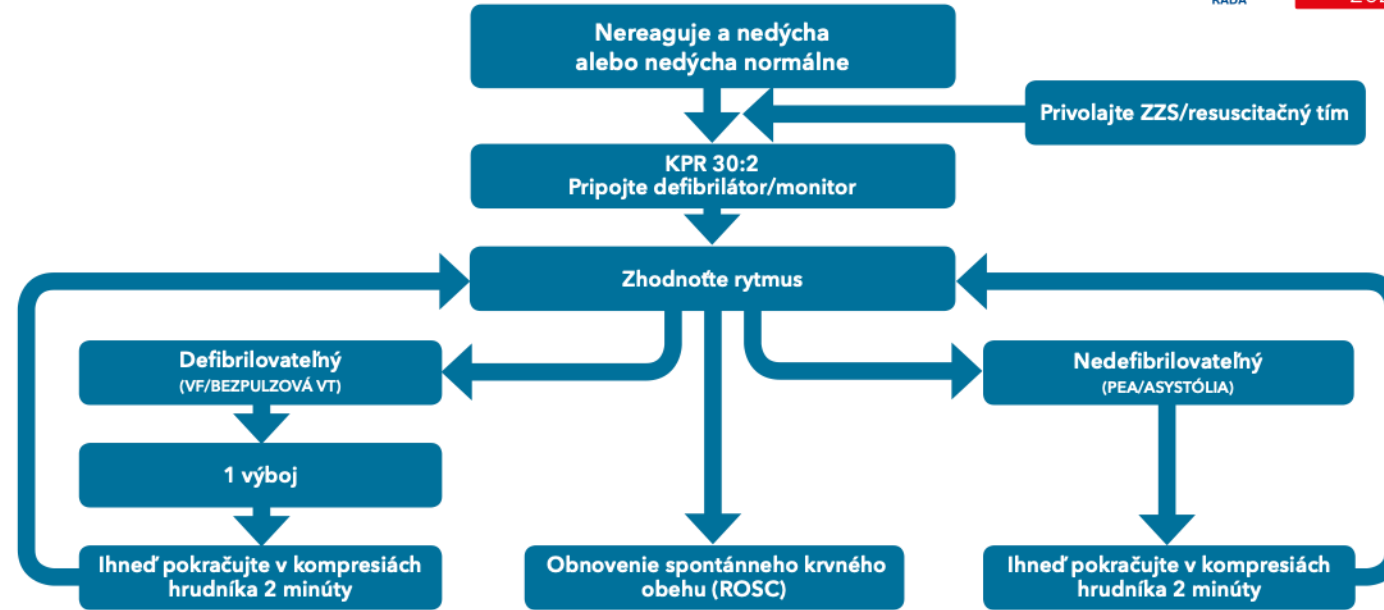 RADA
Nereaguje a nedýcha
alebo nedýcha normálne
Privolajte ZZS/resuscitačný tím
KPR 30:2
Pripojte defibrilátor/monitor
Zhodnoťte rytmus
Defibrilovateľný
(VF/BEZPULZOVÁ VT)
Nedefibrilovateľný
(PEA/ASYSTÓLIA)
1 výboj
Ihneď pokračujte v kompresiách
hrudníka 2 minúty
Obnovenie spontánneho krvného
obehu (ROSC)
Ihneď pokračujte v kompresiách
hrudníka 2 minúty